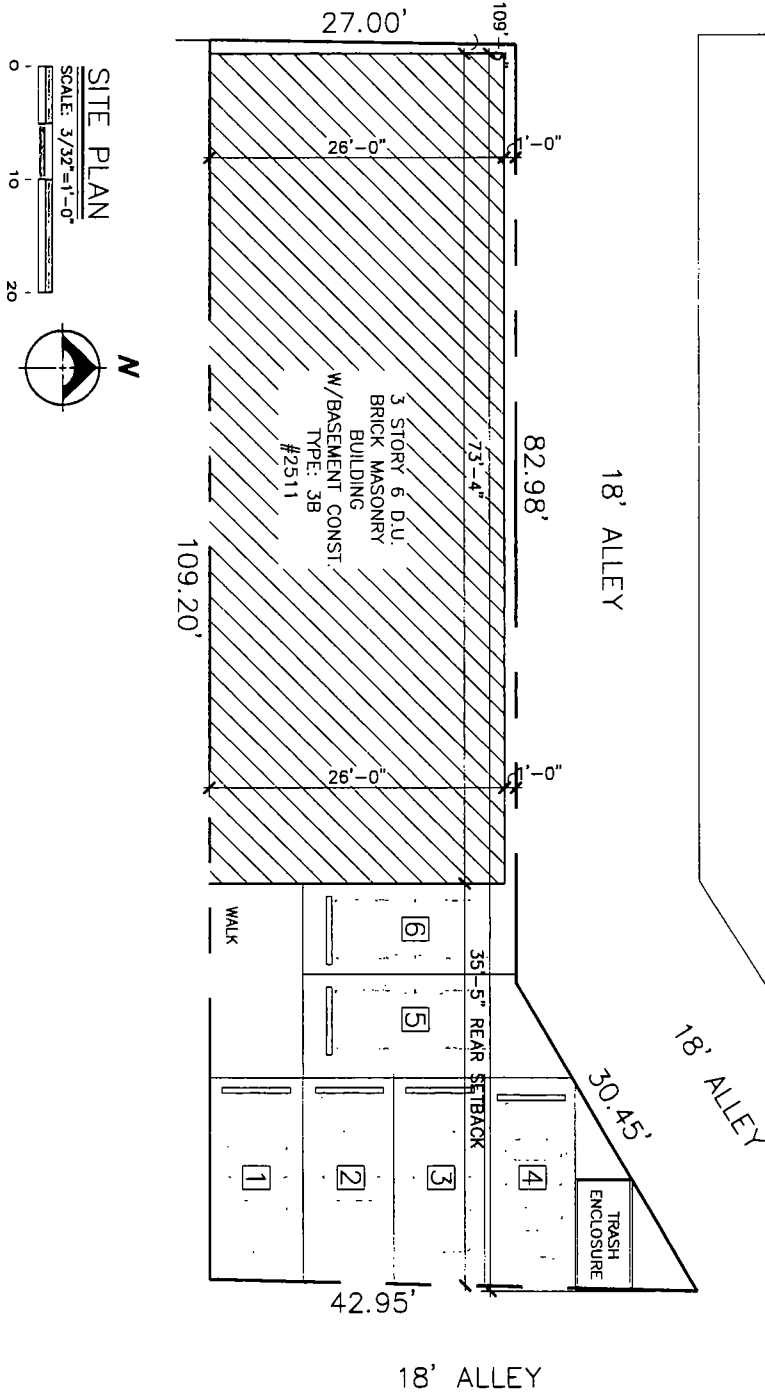 27.00'
109'
26'-0"
1'-0"
SITE PLAN
SCALE: 3/32"=1'-0"
0 10 20
N
3 STORY 6 D.U.
BRICK MASONRY
BUILDING
W/BASEMENT CONST.
TYPE: 3B
#2511
73'-4"
82.98'
18' ALLEY
109.20'
26'-0"
1'-0"
WALK
6
5
35'-5" REAR SETBACK
30.45'
18' ALLEY
1
2
3
4
TRASH
ENCLOSURE
42.95'
18' ALLEY